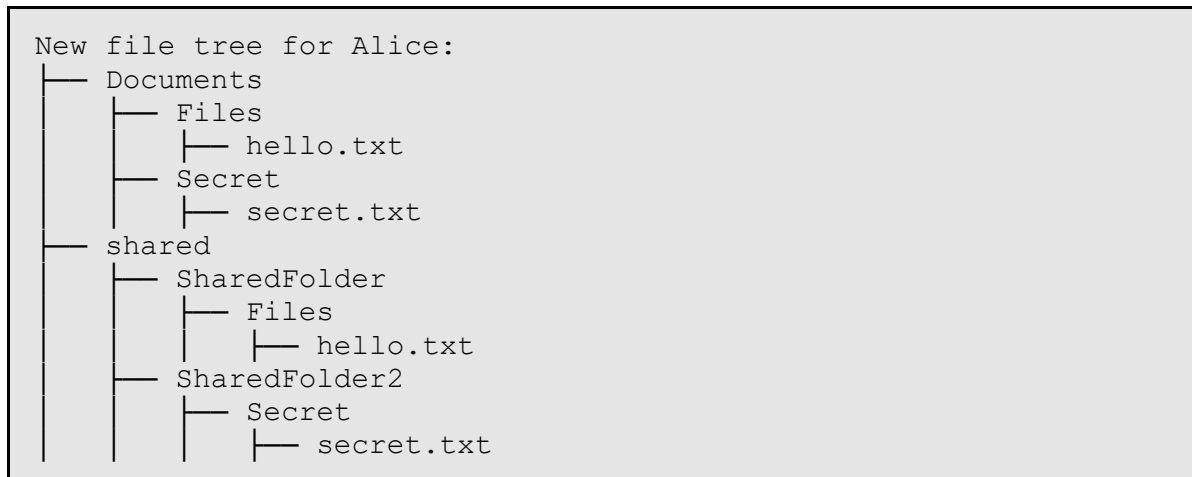 New file tree for Alice:
├── Documents
│   ├── Files
│   │   ├── hello.txt
│   ├── Secret
│   │   ├── secret.txt
├── shared
│   ├── SharedFolder
│   │   ├── Files
│   │   │   ├── hello.txt
│   ├── SharedFolder2
│   │   ├── Secret
│   │   │   ├── secret.txt